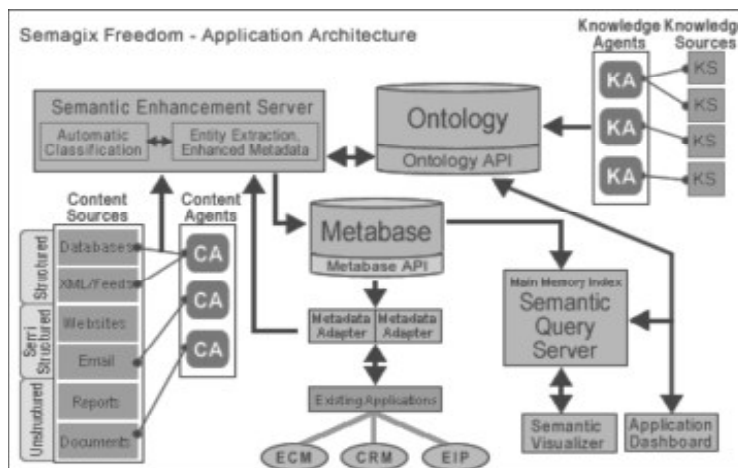 Semagix Freedom - Application Architecture
Knowledge
Agents
Knowledge
Sources
KA
KA
KA
KS
KS
KS
KS
Semantic Enhancement Server
Automatic
Classification
Entity Extraction,
Enhanced Metadata
Ontology
Ontology API
Content
Sources
Content
Agents
Structured
Semi
Structured
Unstructured
Databases
XML/Feeds
Websites
Email
Reports
Documents
CA
CA
CA
Metabase
Metabase API
Metadata
Adapter
Metadata
Adapter
Existing Applications
ECM
CRM
EIP
Main Memory Index
Semantic
Query
Server
Semantic
Visualizer
Application
Dashboard